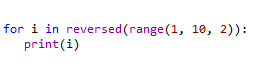 for i in reversed(range(1, 10, 2)):
    print(i)